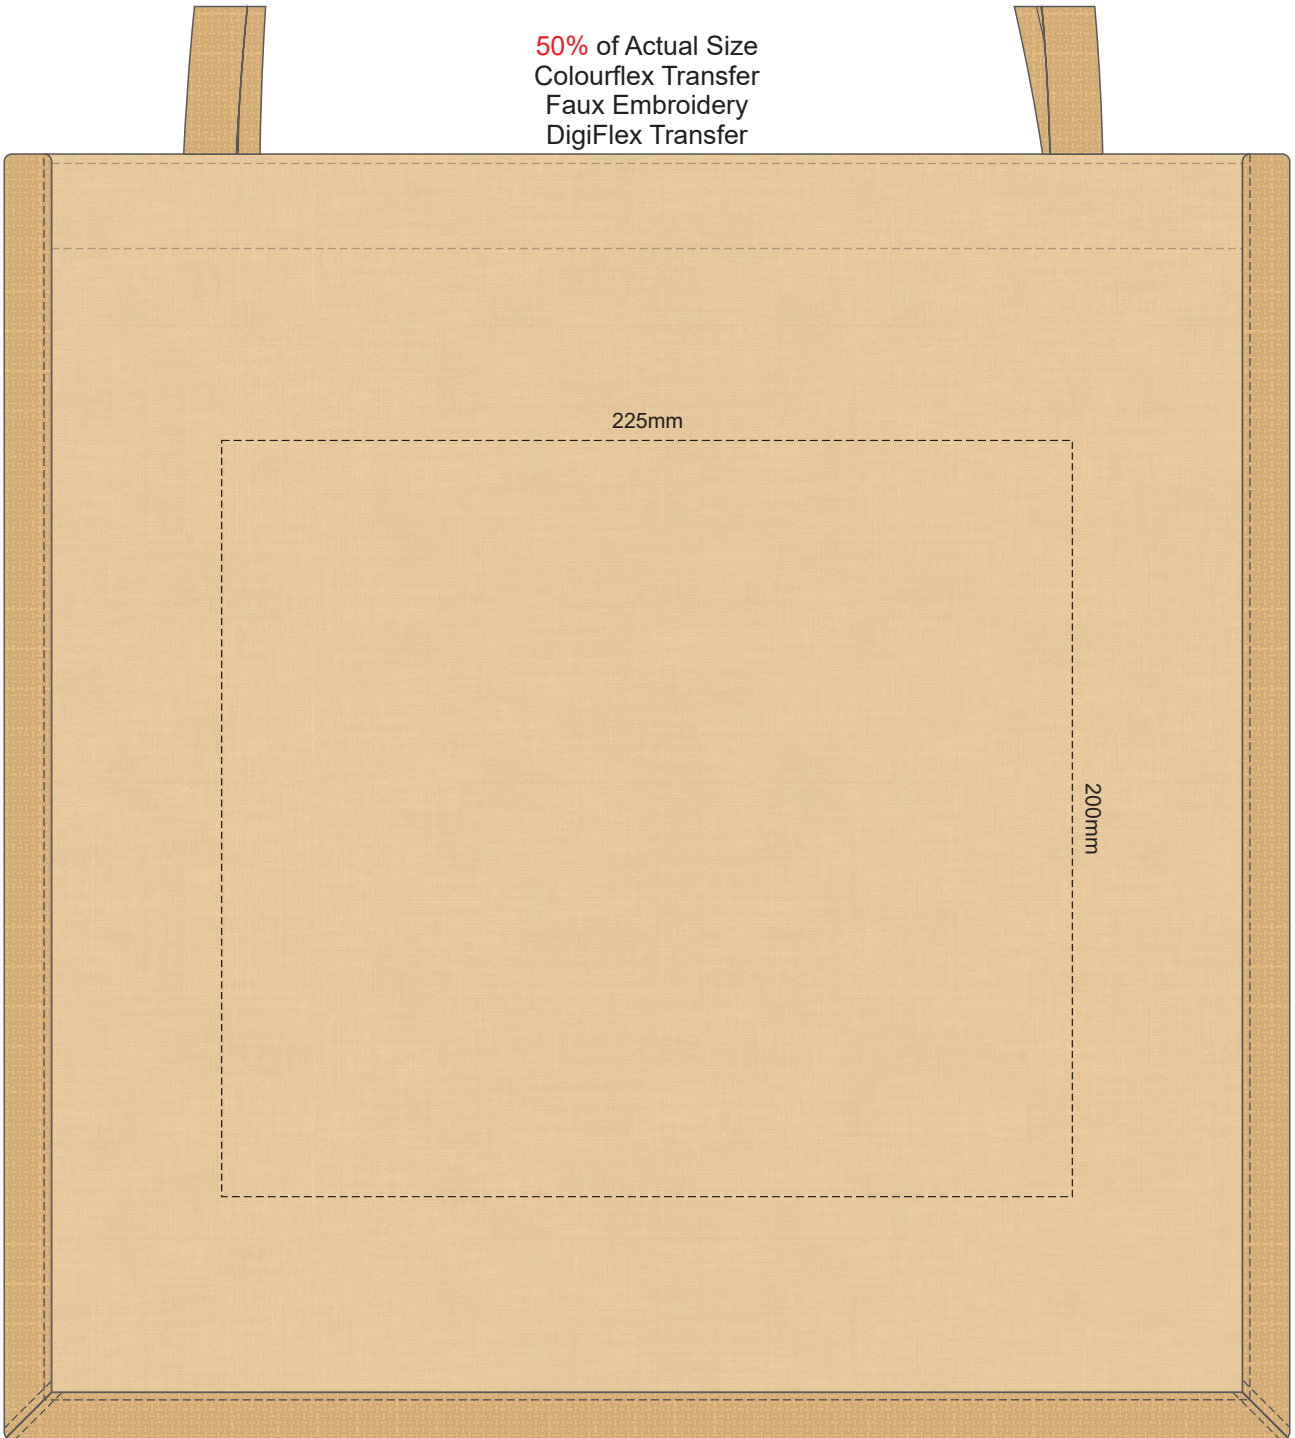 50% of Actual Size
Colourflex Transfer
Faux Embroidery
DigiFlex Transfer
225mm
200mm